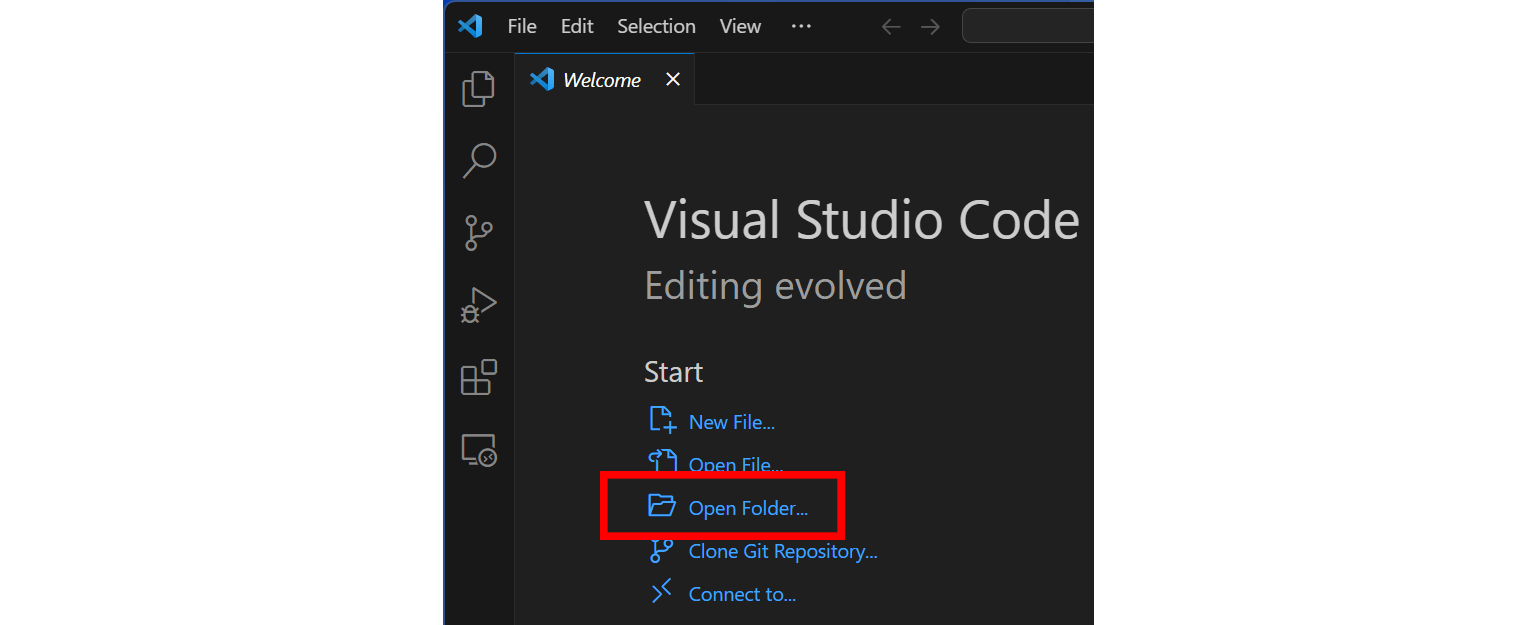 File Edit Selection View ···
Welcome
Visual Studio Code
Editing evolved
Start
New File...
Open File...
Open Folder...
Clone Git Repository...
Connect to...